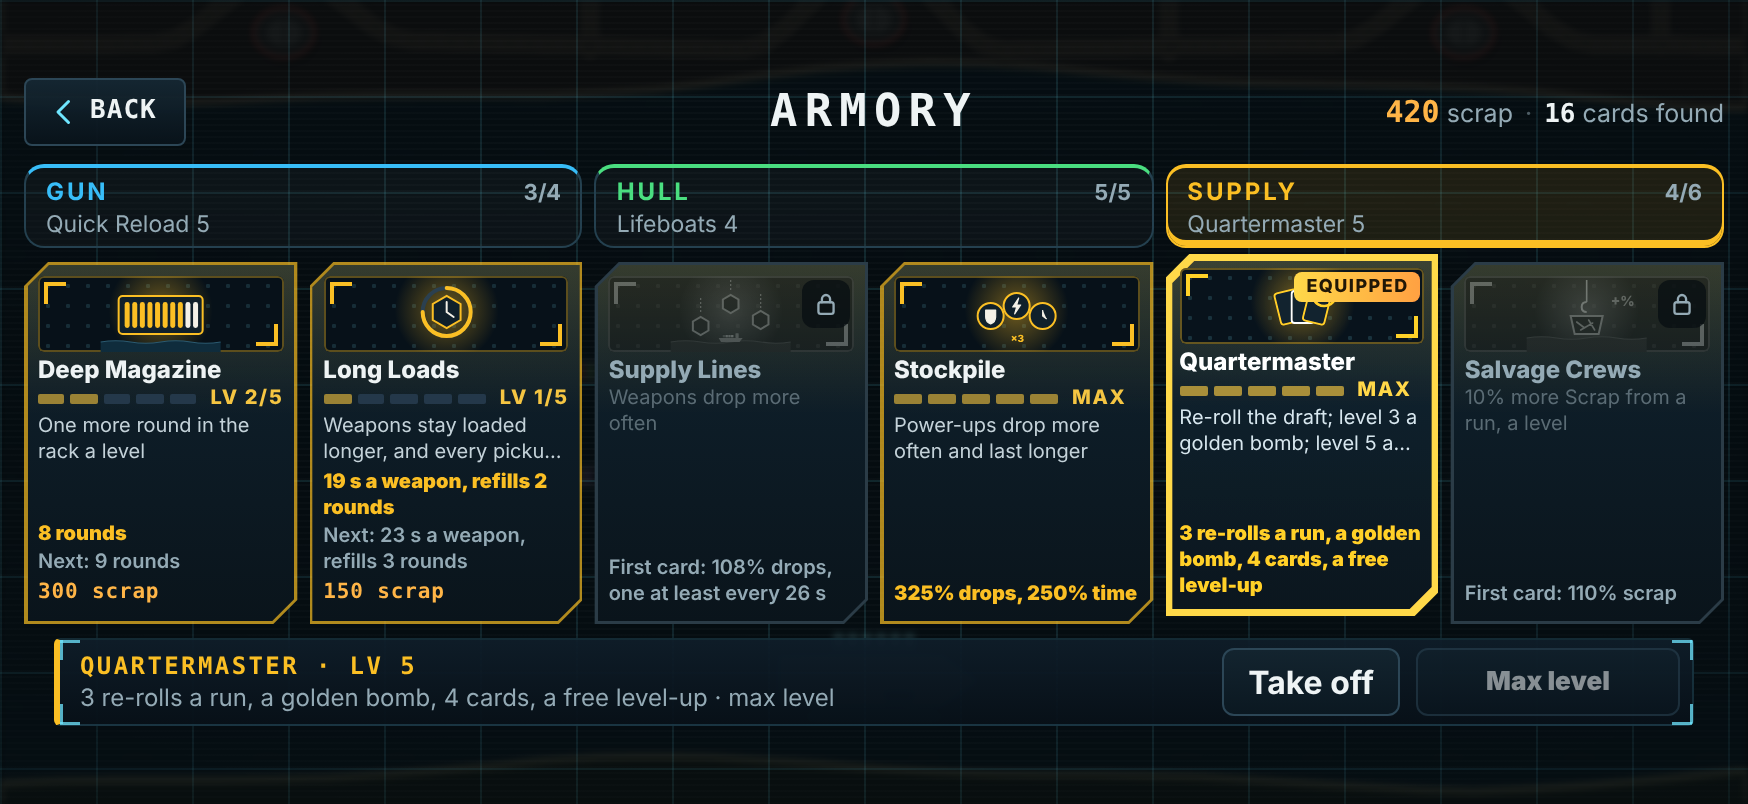 BACK
ARMORY
420 scrap · 16 cards found
GUN 3/4
Quick Reload 5
HULL 5/5
Lifeboats 4
SUPPLY 4/6
Quartermaster 5
Deep Magazine
LV 2/5
One more round in the
rack a level
8 rounds
Next: 9 rounds
300 scrap
Long Loads
LV 1/5
Weapons stay loaded
longer, and every picku...
19 s a weapon, refills 2
rounds
Next: 23 s a weapon,
refills 3 rounds
150 scrap
Supply Lines
Weapons drop more
often
First card: 108% drops,
one at least every 26 s
×3
Stockpile
MAX
Power-ups drop more
often and last longer
325% drops, 250% time
EQUIPPED
Quartermaster
MAX
Re-roll the draft; level 3 a
golden bomb; level 5 a...
3 re-rolls a run, a golden
bomb, 4 cards, a free
level-up
+%
Salvage Crews
10% more Scrap from a
run, a level
First card: 110% scrap
QUARTERMASTER · LV 5
3 re-rolls a run, a golden bomb, 4 cards, a free level-up · max level
Take off
Max level